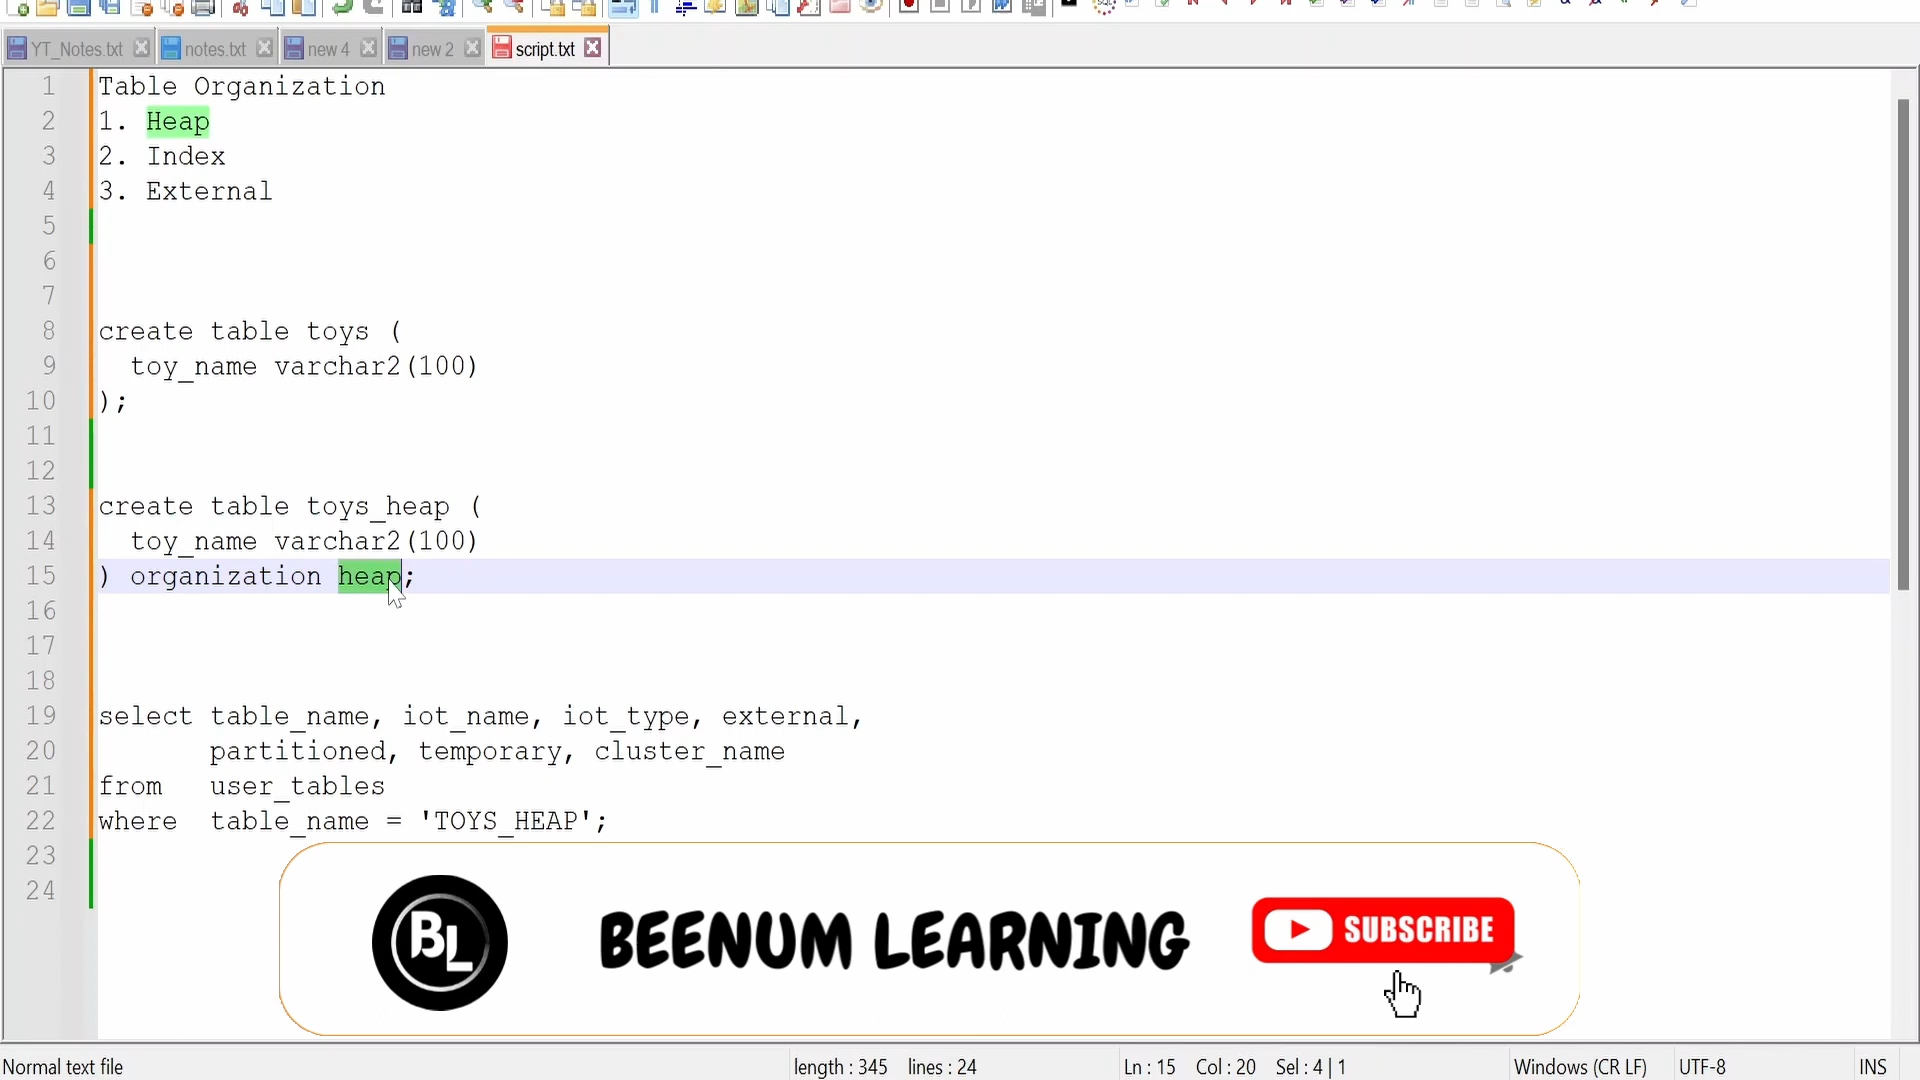 YT_Notes.txt notes.txt new 4 new 2 script.txt
1 Table Organization
2 1. Heap
3 2. Index
4 3. External
5
6
7
8 create table toys (
9 toy_name varchar2(100)
10 );
11
12
13 create table toys_heap (
14 toy_name varchar2(100)
15 ) organization heap;
16
17
18
19 select table_name, iot_name, iot_type, external,
20 partitioned, temporary, cluster_name
21 from user_tables
22 where table_name = 'TOYS_HEAP';
23
24
BL BEENUM LEARNING SUBSCRIBE
Normal text file length : 345 lines : 24 Ln : 15 Col : 20 Sel : 4 | 1 Windows (CR LF) UTF-8 INS